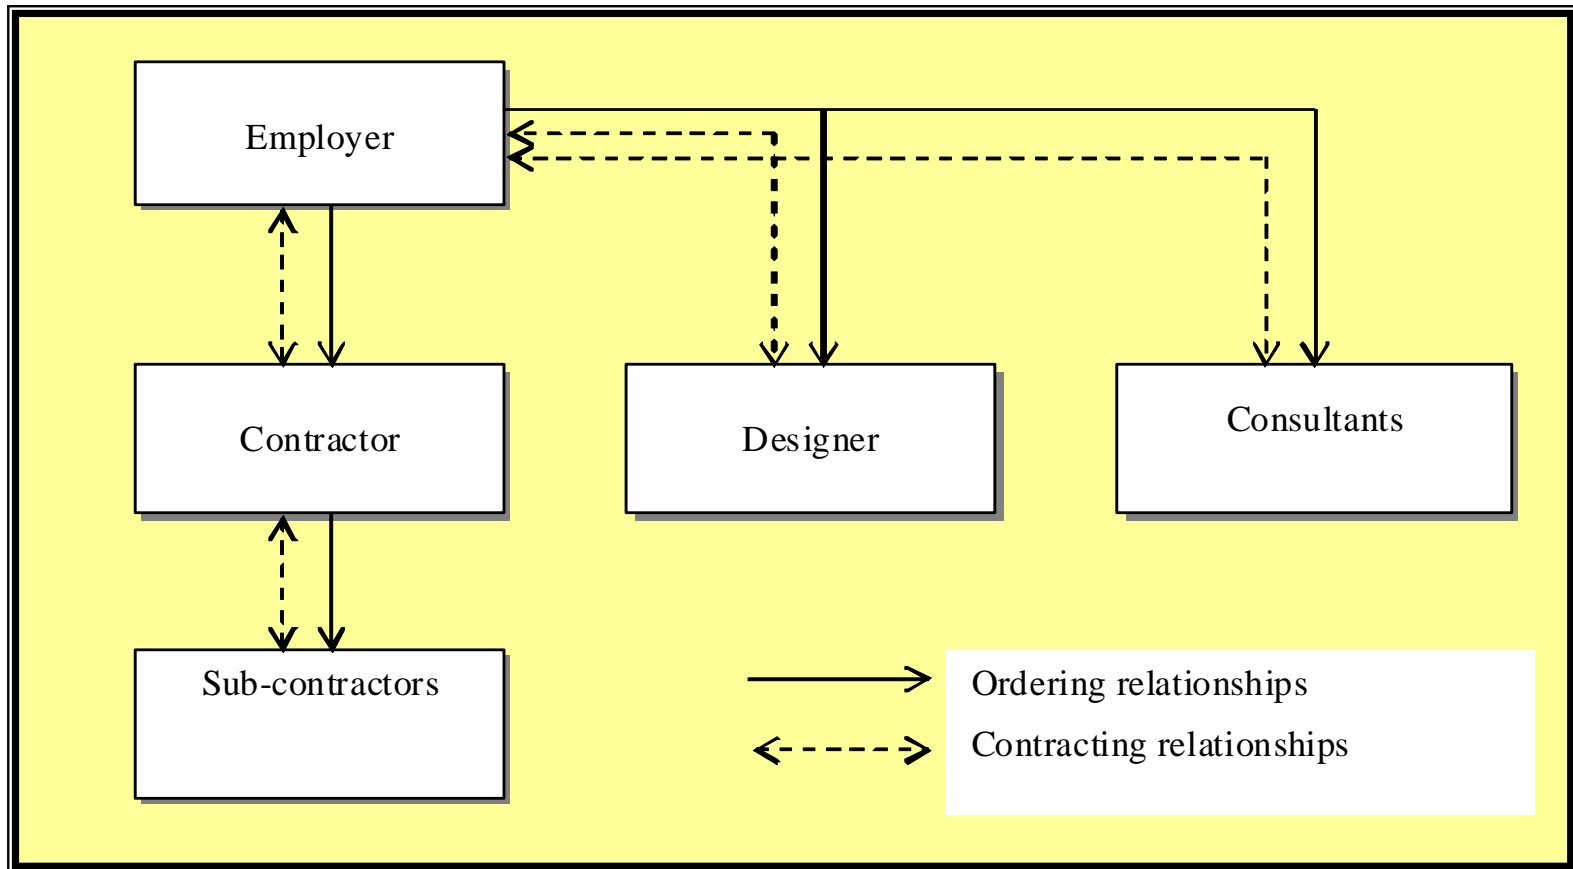 Employer
Contractor
Designer
Consultants
Sub-contractors
Ordering relationships
Contracting relationships